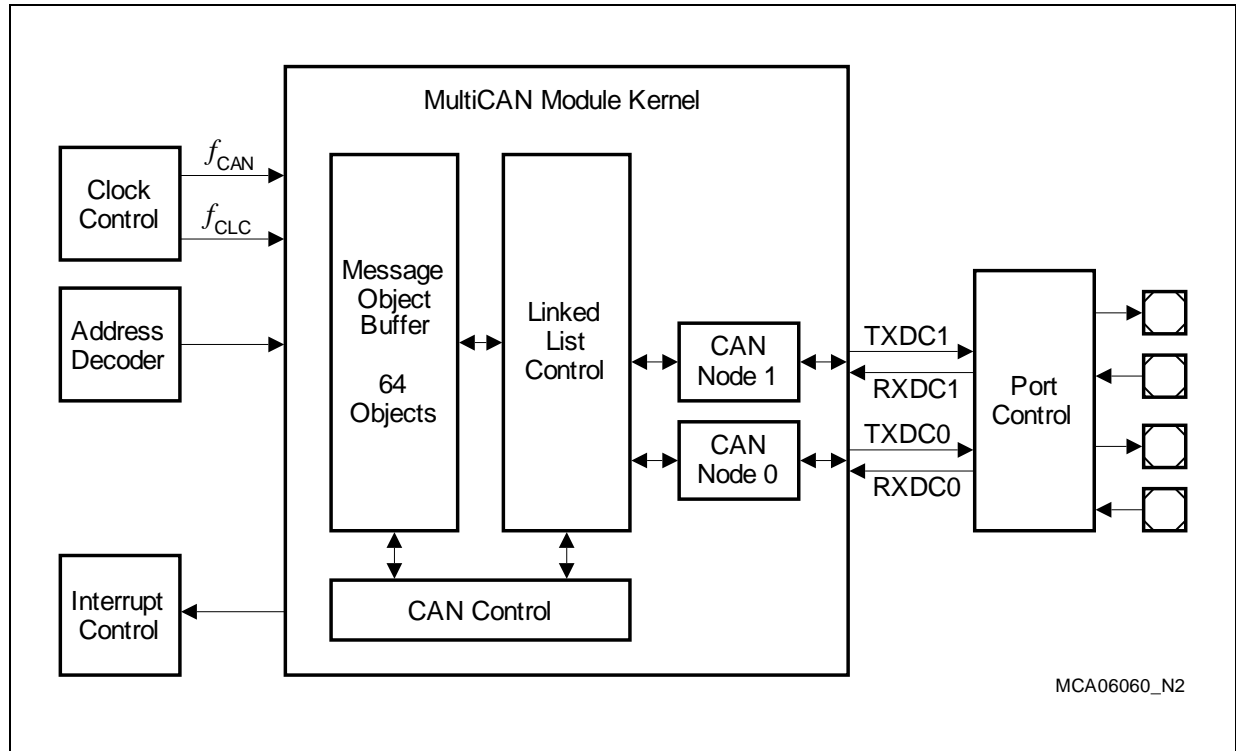 MultiCAN Module Kernel
Clock
Control
fCAN
fCLC
Address
Decoder
Interrupt
Control
Message
Object
Buffer
64
Objects
Linked
List
Control
CAN Control
CAN
Node 1
CAN
Node 0
TXDC1
RXDC1
TXDC0
RXDC0
Port
Control
MCA06060_N2